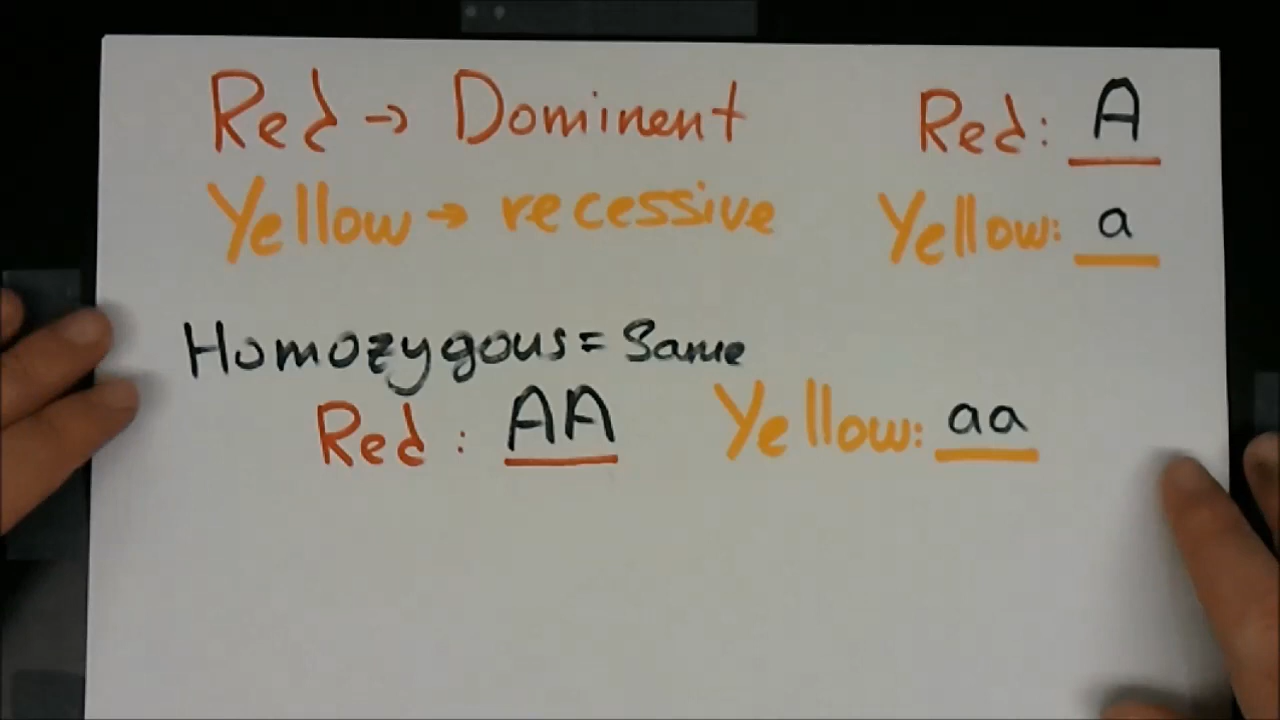 Red → Dominent
Red: A
Yellow → recessive
Yellow: a
Homozygous = Same
Red: AA
Yellow: aa